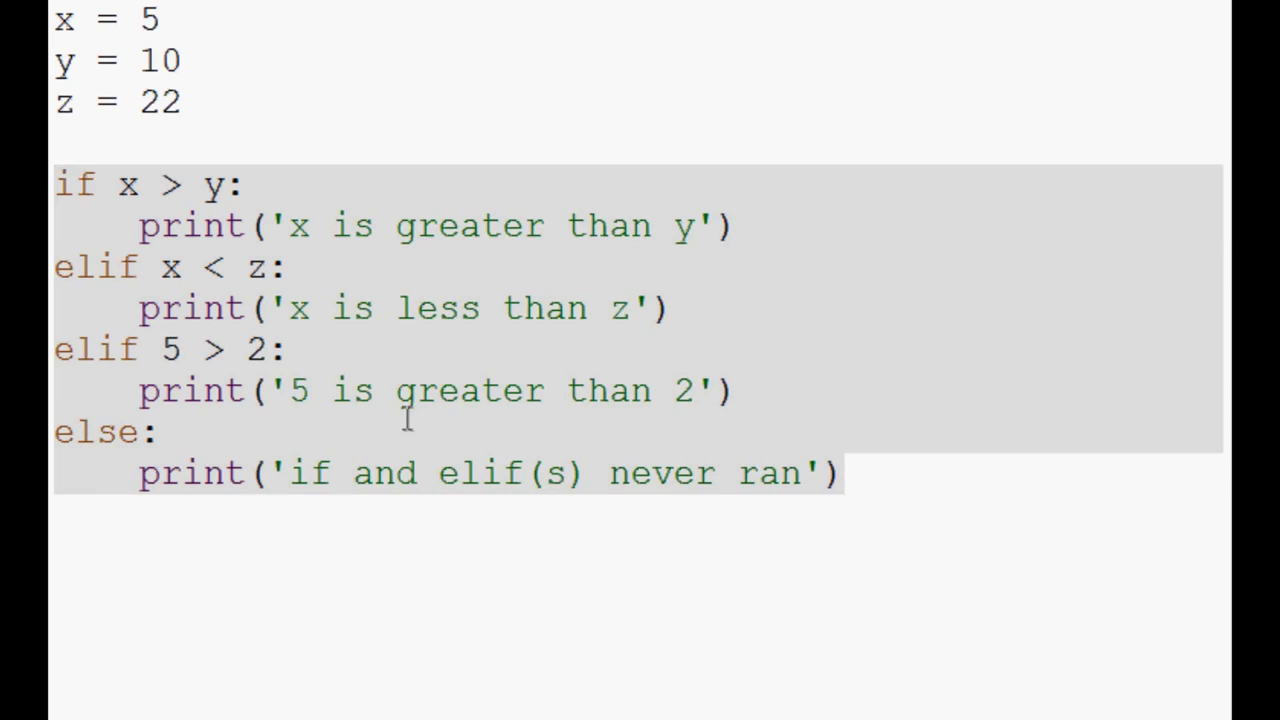 x = 5
y = 10
z = 22
if x > y:
    print('x is greater than y')
elif x < z:
    print('x is less than z')
elif 5 > 2:
    print('5 is greater than 2')
else:
    print('if and elif(s) never ran')